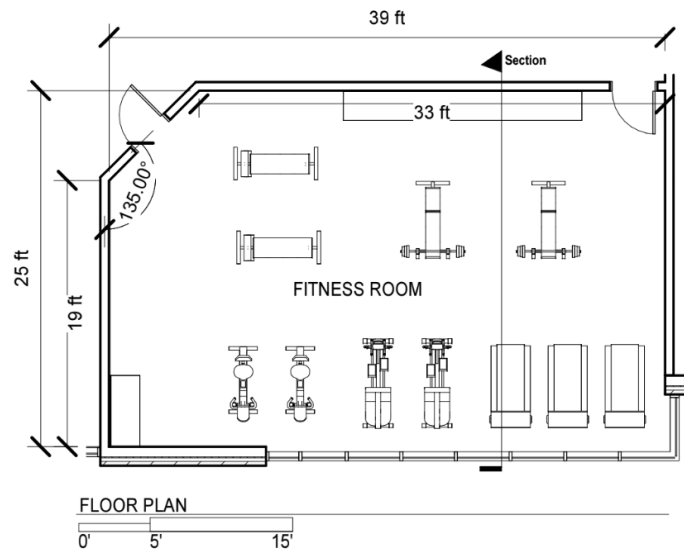 39 ft
Section
33 ft
135.00°
25 ft
19 ft
FITNESS ROOM
FLOOR PLAN
0' 5' 15'